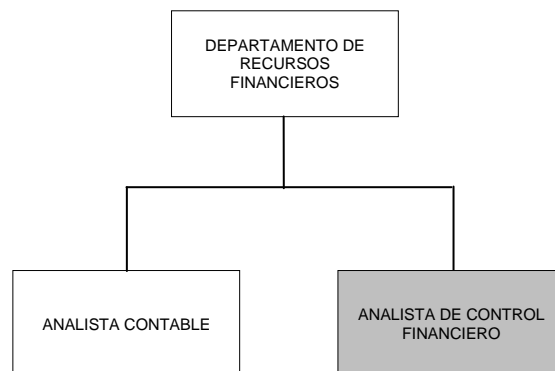 DEPARTAMENTO DE
RECURSOS
FINANCIEROS
ANALISTA CONTABLE
ANALISTA DE CONTROL
FINANCIERO